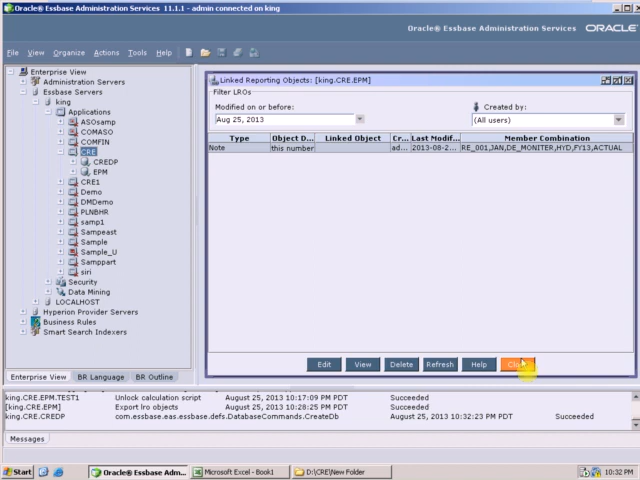 Oracle® Essbase Administration Services 11.1.1 - admin connected on king
Oracle® Essbase Administration Services ORACLE
File View Organize Actions Tools Help
Enterprise View
Administration Servers
Essbase Servers
king
Applications
ASOsamp
COMASO
COMFIN
CRE
CREDP
EPM
CRE1
Demo
DMDemo
PLNBHR
samp1
Sampeast
Sample
Sample_U
Samppart
siri
Security
Data Mining
LOCALHOST
Hyperion Provider Servers
Business Rules
Smart Search Indexers
Enterprise View BR Language BR Outline
Linked Reporting Objects: [king.CRE.EPM]
Filter LROs
Modified on or before: Created by:
Aug 25, 2013 (All users)
Type Object D... Linked Object Cr... Last Modif... Member Combination
Note this number ad... 2013-08-2... RE_001,JAN,DE_MONITER,HYD,FY13,ACTUAL
Edit View Delete Refresh Help Close
king.CRE.EPM.TEST1 Unlock calculation script August 25, 2013 10:17:09 PM PDT Succeeded
[king.CRE.EPM] Export lro objects August 25, 2013 10:28:25 PM PDT Succeeded
king.CRE.CREDP com.essbase.eas.essbase.defs.DatabaseCommands.CreateDb August 25, 2013 10:32:23 PM PDT Succeeded
Messages
Start Oracle® Essbase Adm... Microsoft Excel - Book1 D:\CRE\New Folder 10:32 PM